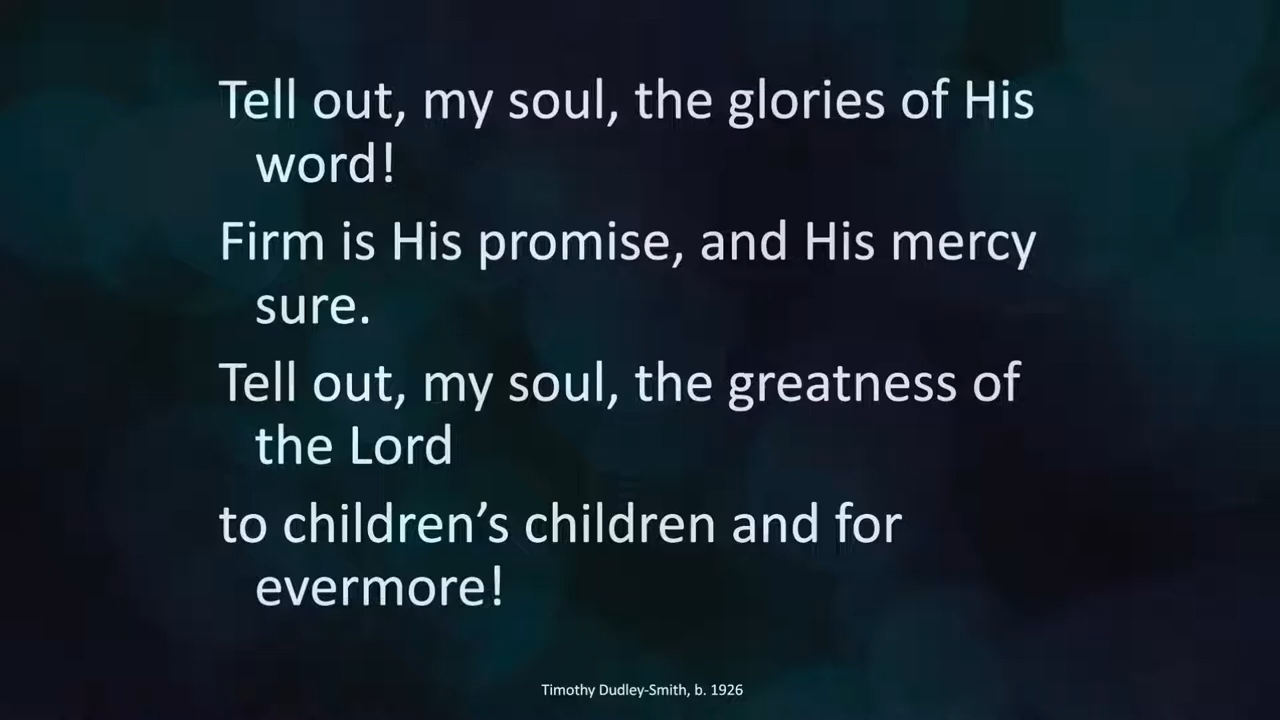 Tell out, my soul, the glories of His
word!
Firm is His promise, and His mercy
sure.
Tell out, my soul, the greatness of
the Lord
to children’s children and for
evermore!
Timothy Dudley-Smith, b. 1926